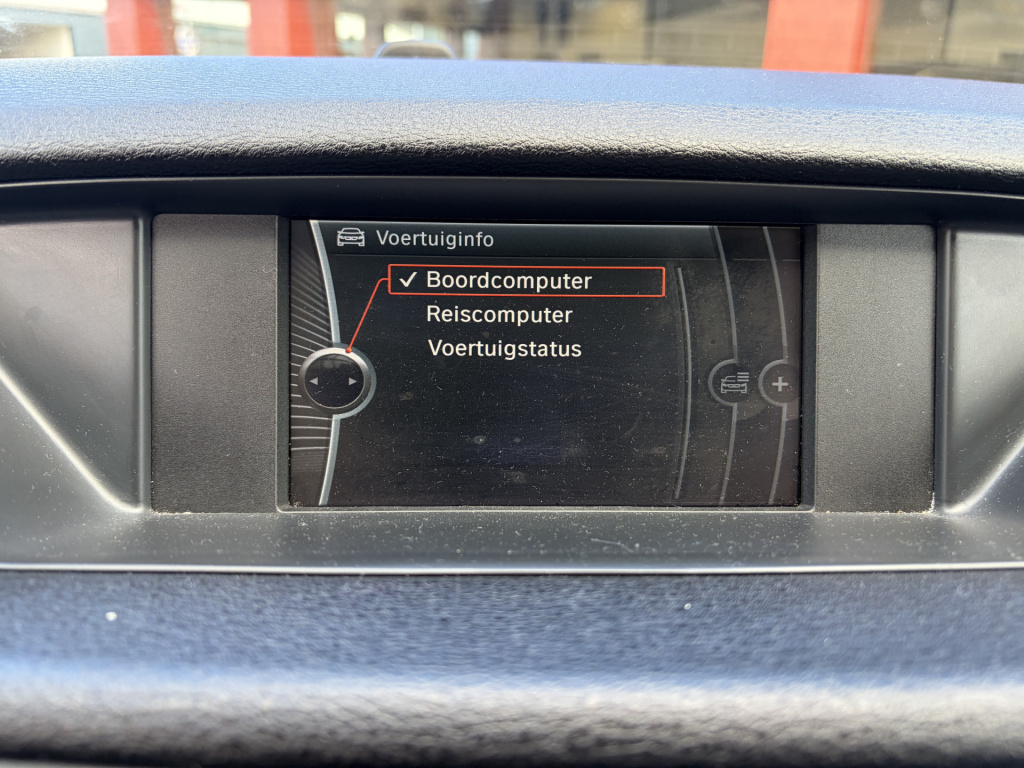 Voertuiginfo
✓ Boordcomputer
Reiscomputer
Voertuigstatus